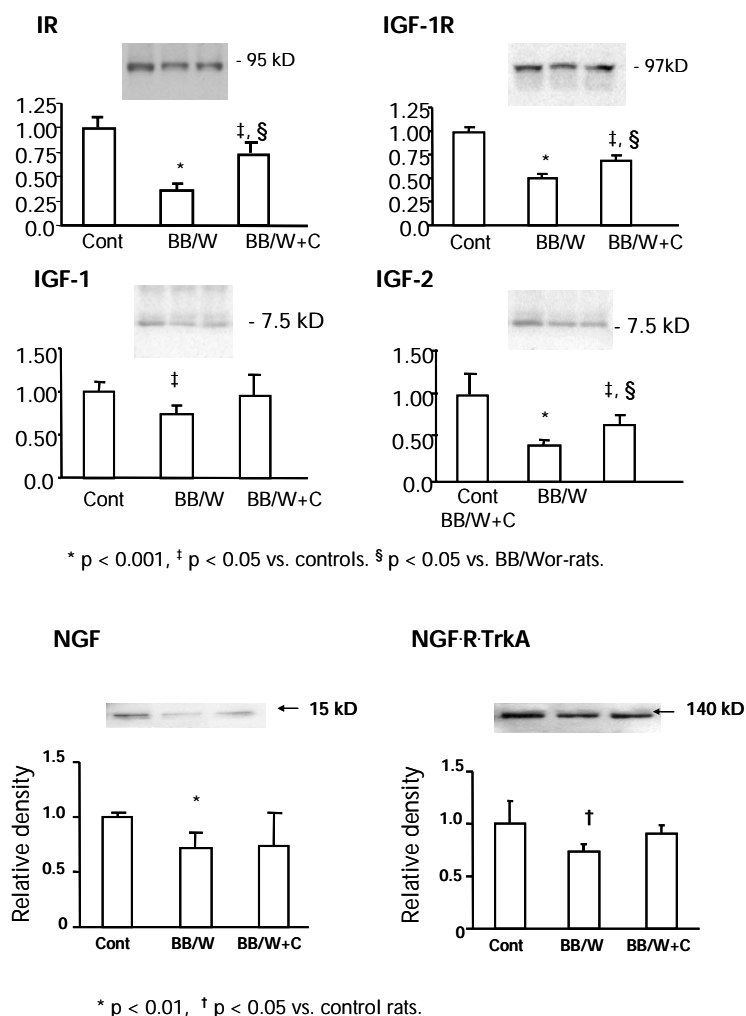 IR
- 95 kD
1.25
1.00
0.75
0.50
0.25
0.0
*
‡, §
Cont BB/W BB/W+C
IGF-1R
- 97kD
1.25
1.00
0.75
0.50
0.25
0.0
*
‡, §
Cont BB/W BB/W+C
IGF-1
- 7.5 kD
1.50
1.00
0.50
0.0
‡
Cont BB/W BB/W+C
IGF-2
- 7.5 kD
1.50
1.00
0.50
0.0
*
‡, §
Cont BB/W
BB/W+C
* p < 0.001, ‡ p < 0.05 vs. controls. § p < 0.05 vs. BB/Wor-rats.
NGF
15 kD
Relative density
1.5
1.0
0.5
0
*
Cont BB/W BB/W+C
NGF-R-TrkA
140 kD
Relative density
1.5
1.0
0.5
0
†
Cont BB/W BB/W+C
* p < 0.01, † p < 0.05 vs. control rats.